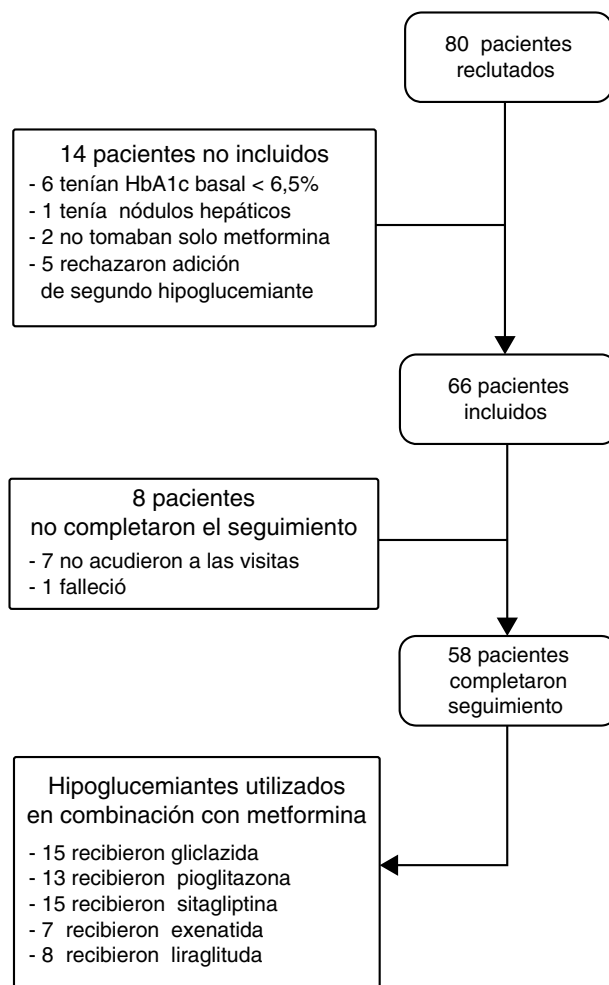 80 pacientes
reclutados
14 pacientes no incluidos
- 6 tenían HbA1c basal < 6,5%
- 1 tenía nódulos hepáticos
- 2 no tomaban solo metformina
- 5 rechazaron adición
de segundo hipoglucemiante
66 pacientes
incluidos
8 pacientes
no completaron el seguimiento
- 7 no acudieron a las visitas
- 1 falleció
58 pacientes
completaron
seguimiento
Hipoglucemiantes utilizados
en combinación con metformina
- 15 recibieron gliclazida
- 13 recibieron pioglitazona
- 15 recibieron sitagliptina
- 7 recibieron exenatida
- 8 recibieron liraglituda